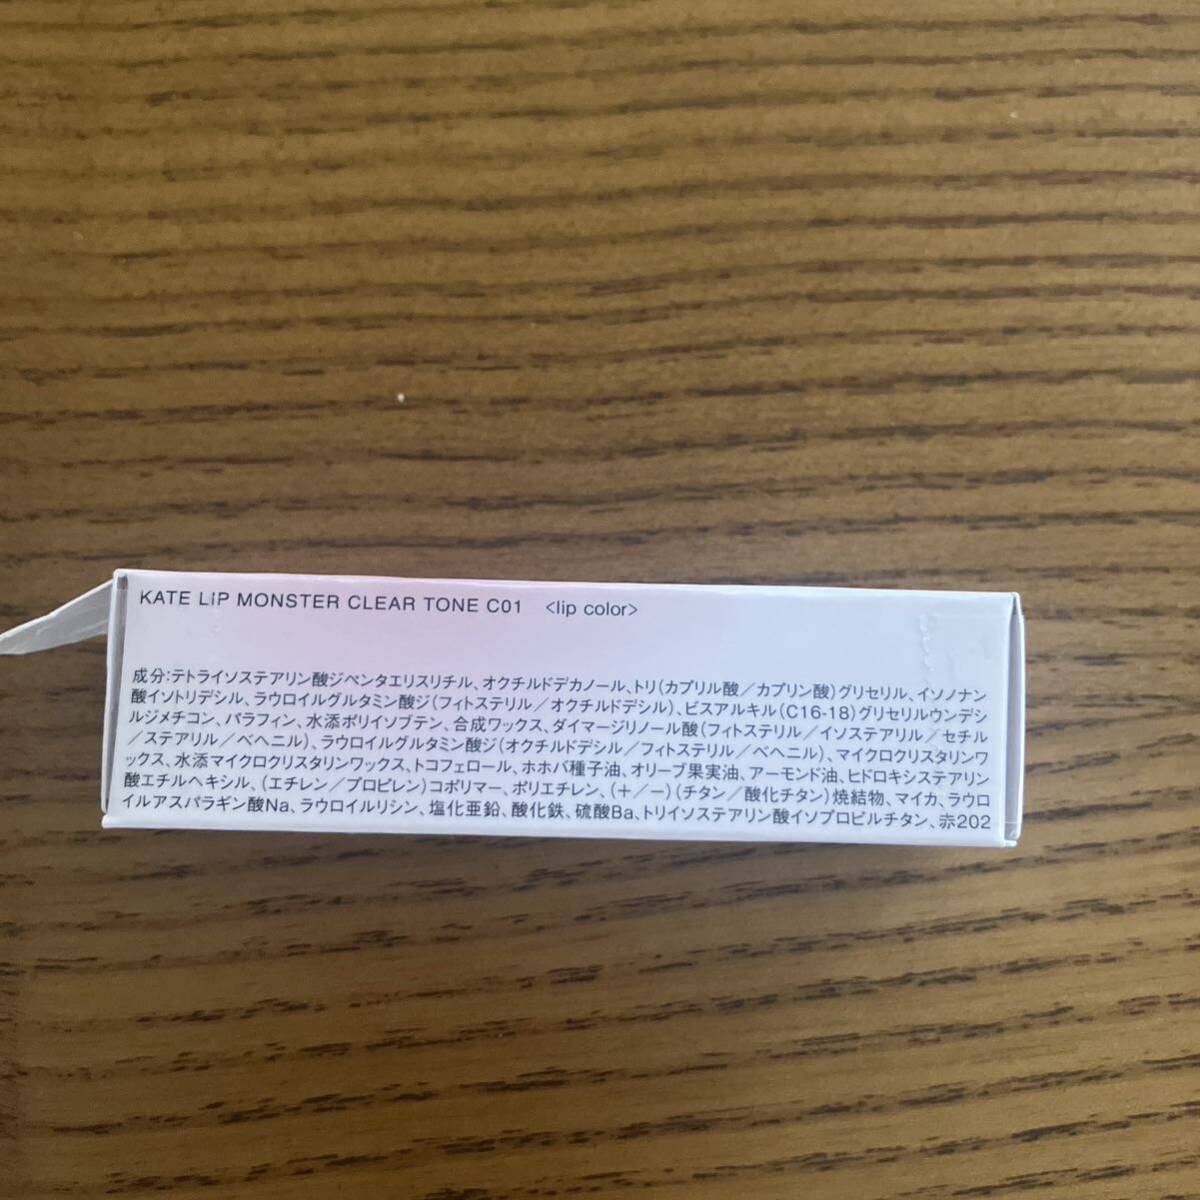 KATE LIP MONSTER CLEAR TONE C01 <lip color>
成分:テトライソステアリン酸ジペンタエリスリチル、オクチルドデカノール、トリ(カプリル酸/カプリン酸)グリセリル、イソノナン
酸イソトリデシル、ラウロイルグルタミン酸ジ(フィトステリル/オクチルドデシル)、ビスアルキル(C16-18)グリセリルウンデシ
ルジメチコン、パラフィン、水添ポリイソブテン、合成ワックス、ダイマージリノール酸(フィトステリル/イソステアリル/セチル
/ステアリル/ベヘニル)、ラウロイルグルタミン酸ジ(オクチルドデシル/フィトステリル/ベヘニル)、マイクロクリスタリンワ
ックス、水添マイクロクリスタリンワックス、トコフェロール、ホホバ種子油、オリーブ果実油、アーモンド油、ヒドロキシステアリン
酸エチルヘキシル、(エチレン/プロピレン)コポリマー、ポリエチレン、(+/−)(チタン/酸化チタン)焼結物、マイカ、ラウロ
イルアスパラギン酸Na、ラウロイルリシン、塩化亜鉛、酸化鉄、硫酸Ba、トリイソステアリン酸イソプロピルチタン、赤202